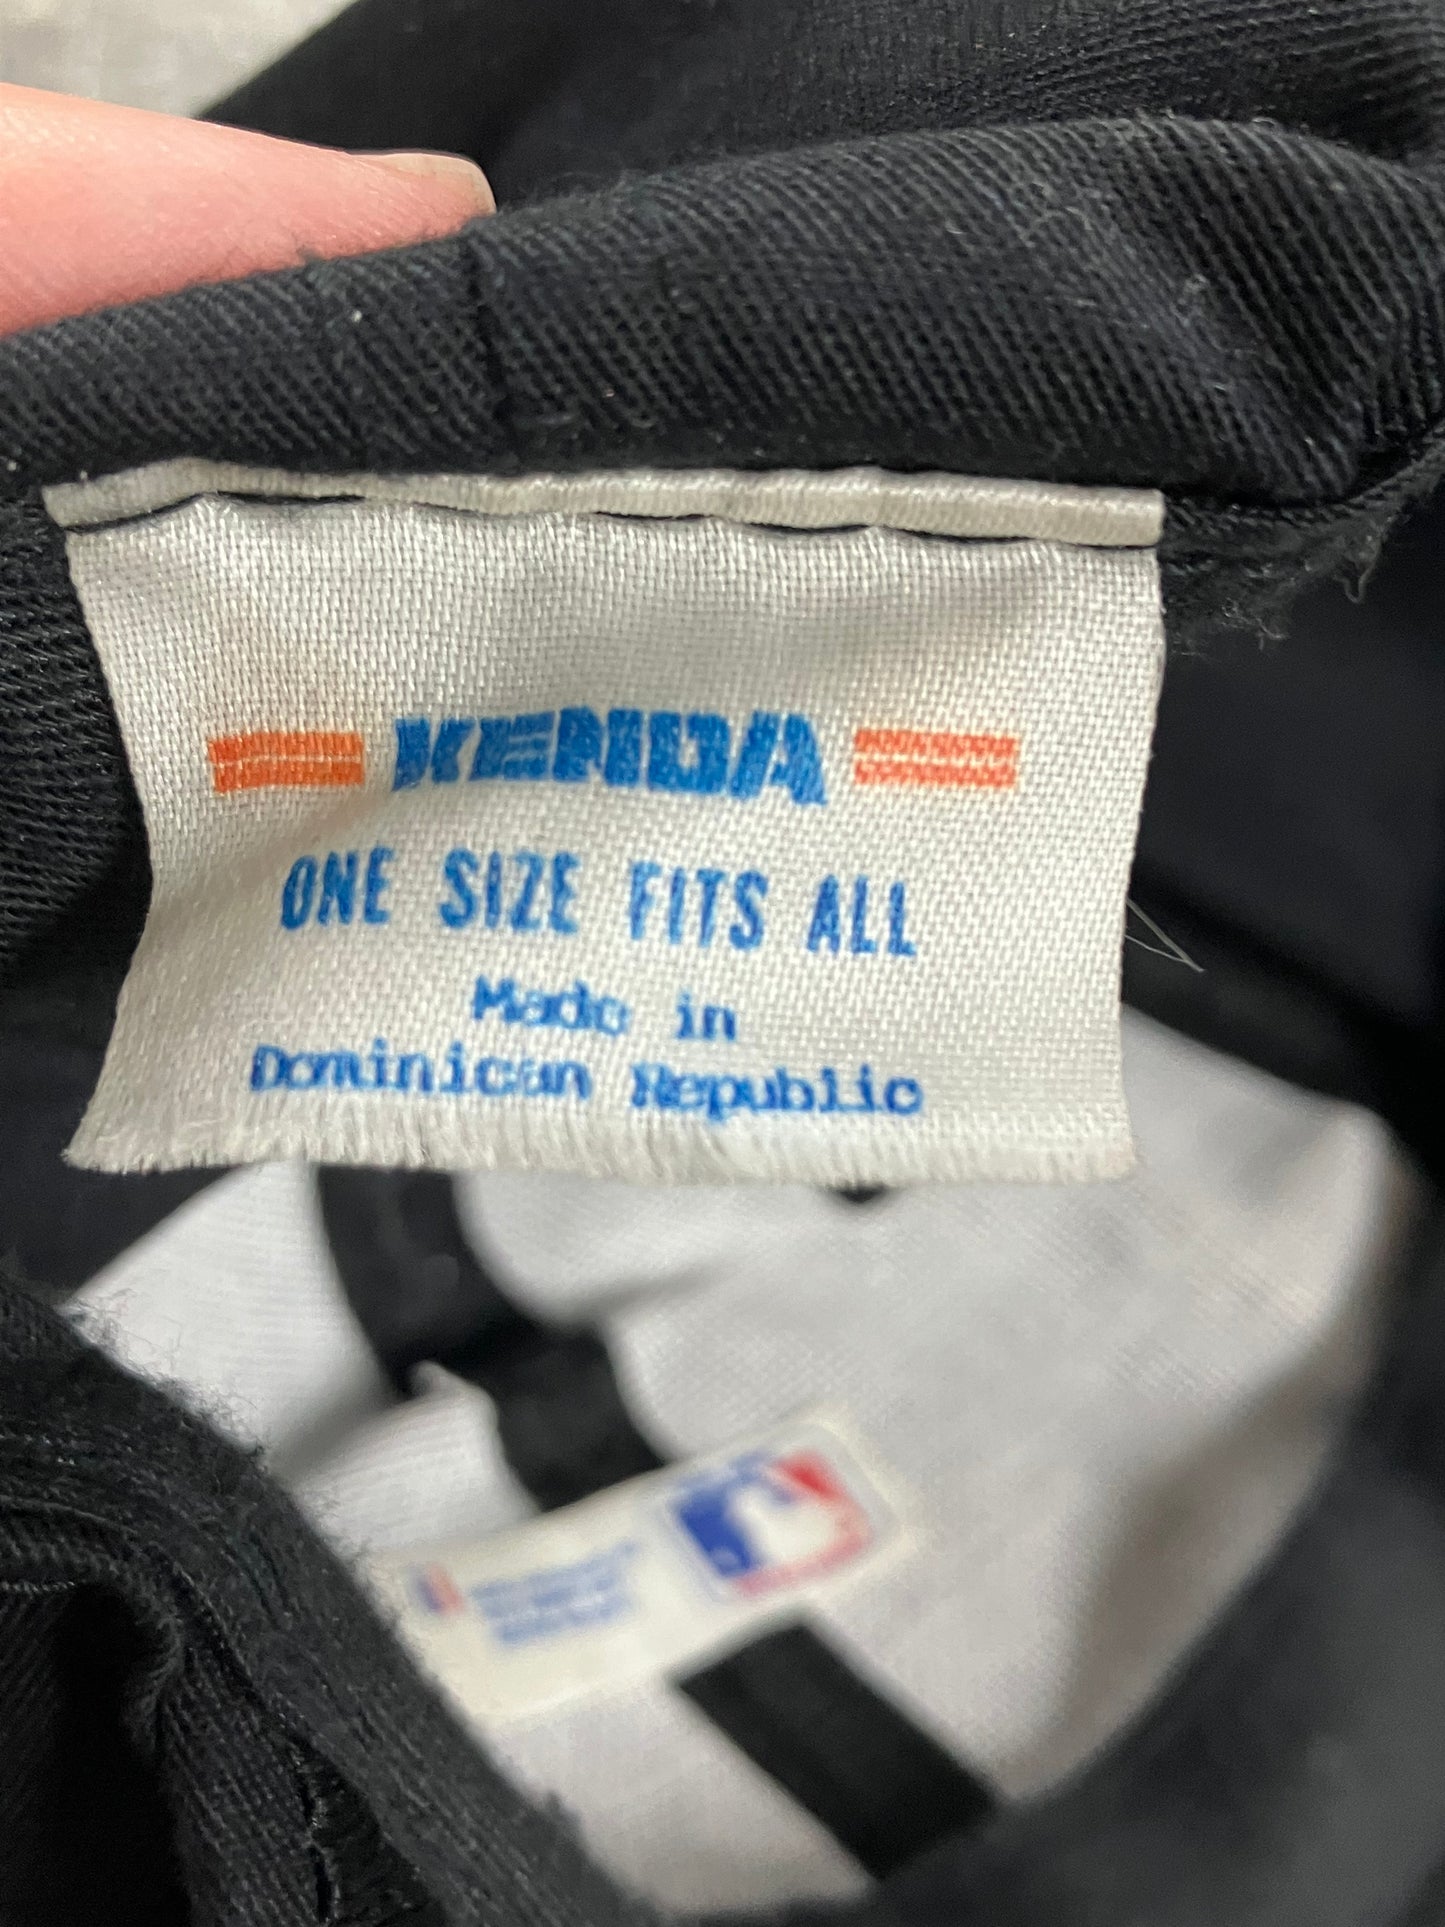 KENDA
ONE SIZE FITS ALL
Made in
Dominican Republic